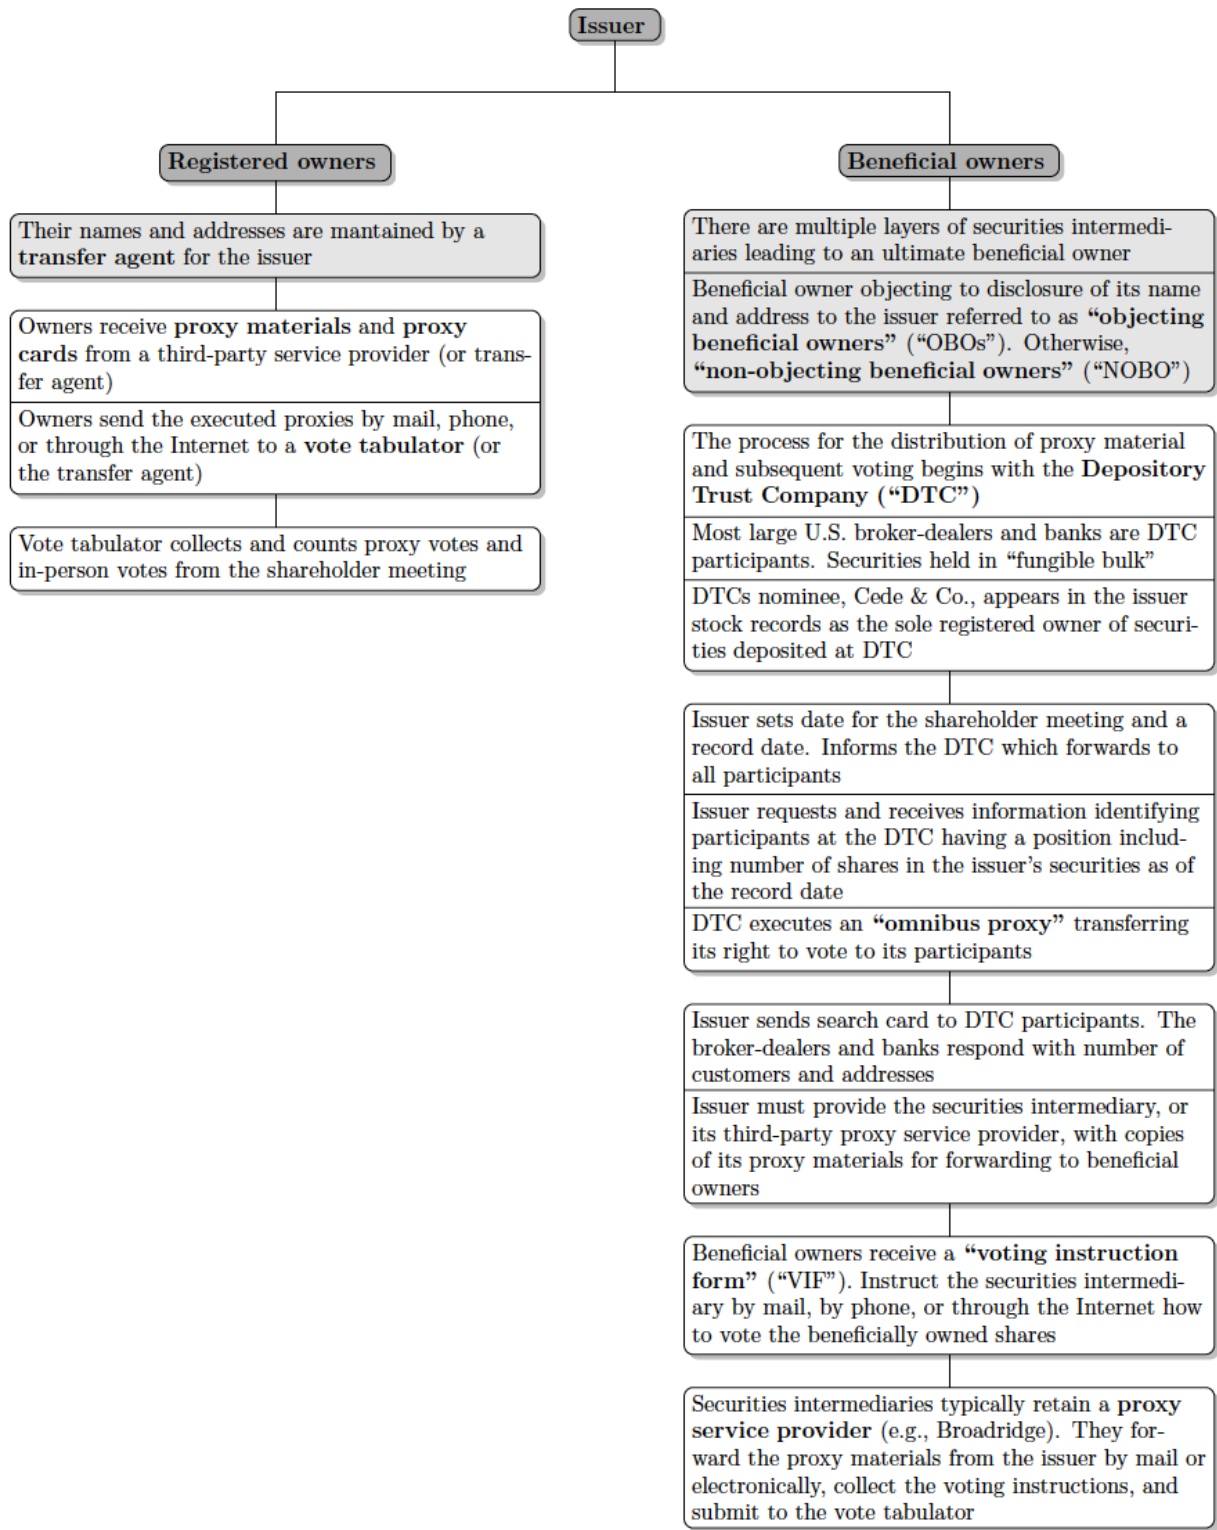 Issuer
Registered owners
Their names and addresses are mantained by a
transfer agent for the issuer
Owners receive proxy materials and proxy
cards from a third-party service provider (or trans-
fer agent)
Owners send the executed proxies by mail, phone,
or through the Internet to a vote tabulator (or
the transfer agent)
Vote tabulator collects and counts proxy votes and
in-person votes from the shareholder meeting
Beneficial owners
There are multiple layers of securities intermedi-
aries leading to an ultimate beneficial owner
Beneficial owner objecting to disclosure of its name
and address to the issuer referred to as “objecting
beneficial owners” (“OBOs”). Otherwise,
“non-objecting beneficial owners” (“NOBO”)
The process for the distribution of proxy material
and subsequent voting begins with the Depository
Trust Company (“DTC”)
Most large U.S. broker-dealers and banks are DTC
participants. Securities held in “fungible bulk”
DTCs nominee, Cede & Co., appears in the issuer
stock records as the sole registered owner of securi-
ties deposited at DTC
Issuer sets date for the shareholder meeting and a
record date. Informs the DTC which forwards to
all participants
Issuer requests and receives information identifying
participants at the DTC having a position includ-
ing number of shares in the issuer’s securities as of
the record date
DTC executes an “omnibus proxy” transferring
its right to vote to its participants
Issuer sends search card to DTC participants. The
broker-dealers and banks respond with number of
customers and addresses
Issuer must provide the securities intermediary, or
its third-party proxy service provider, with copies
of its proxy materials for forwarding to beneficial
owners
Beneficial owners receive a “voting instruction
form” (“VIF”). Instruct the securities intermedi-
ary by mail, by phone, or through the Internet how
to vote the beneficially owned shares
Securities intermediaries typically retain a proxy
service provider (e.g., Broadridge). They for-
ward the proxy materials from the issuer by mail or
electronically, collect the voting instructions, and
submit to the vote tabulator